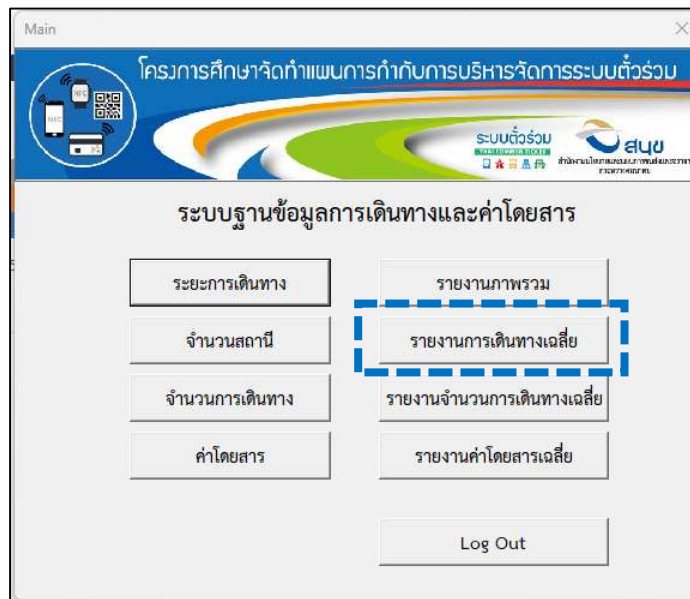 Main
โครงการศึกษาจัดทำแผนการกำกับการบริหารจัดการระบบตั๋วร่วม
NFC
NFC
ระบบตั๋วร่วม
สนข
ระบบฐานข้อมูลการเดินทางและค่าโดยสาร
ระยะการเดินทาง
รายงานภาพรวม
จำนวนสถานี
รายงานการเดินทางเฉลี่ย
จำนวนการเดินทาง
รายงานจำนวนการเดินทางเฉลี่ย
ค่าโดยสาร
รายงานค่าโดยสารเฉลี่ย
Log Out